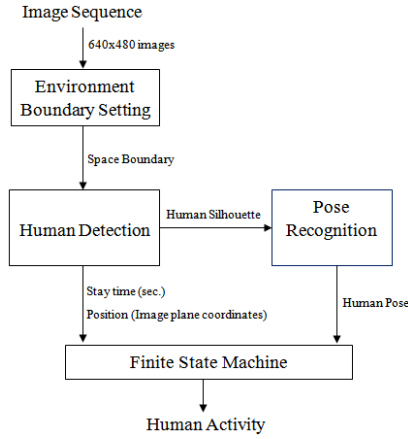 Image Sequence
640x480 images
Environment
Boundary Setting
Space Boundary
Human Detection
Human Silhouette
Pose
Recognition
Stay time (sec.)
Position (Image plane coordinates)
Human Pose
Finite State Machine
Human Activity